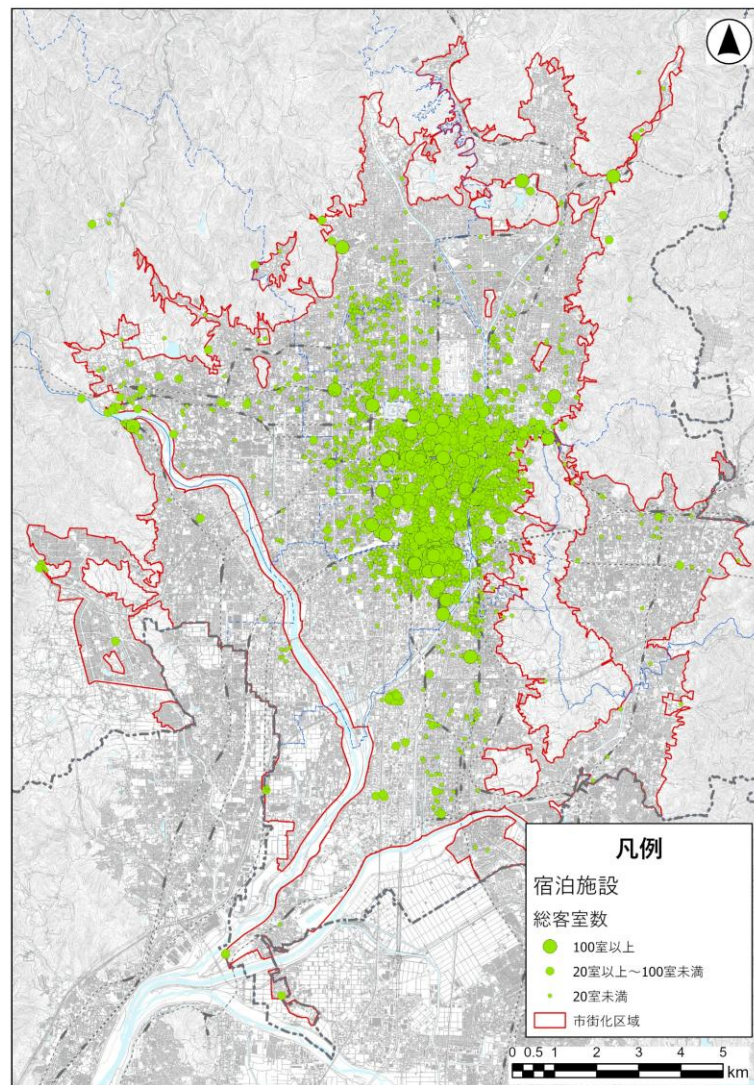 凡例
宿泊施設
総客室数
100室以上
20室以上~100室未満
20室未満
市街化区域
0 0.5 1 2 3 4 5
km